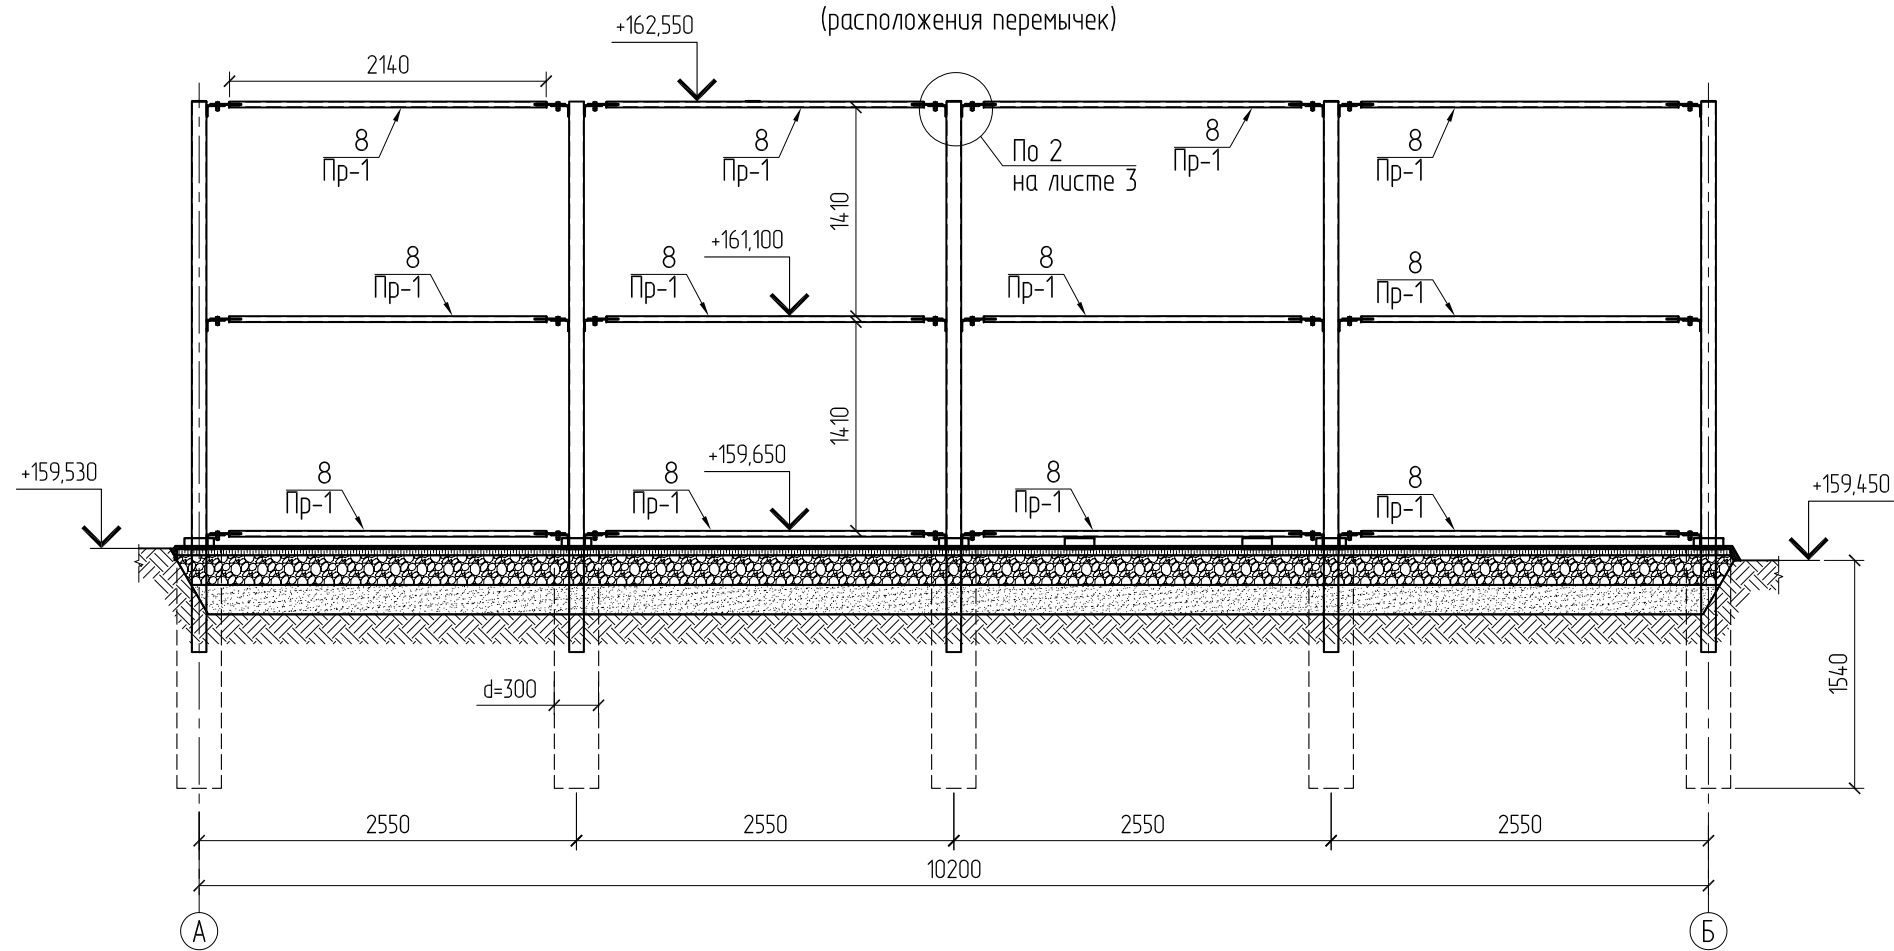 (расположения перемычек)
+162,550
2140
8
Пр-1
8
Пр-1
8
Пр-1
8
Пр-1
По 2
на листе 3
1410
+161,100
8
Пр-1
8
Пр-1
8
Пр-1
8
Пр-1
1410
+159,650
+159,530
8
Пр-1
8
Пр-1
8
Пр-1
8
Пр-1
+159,450
d=300
1540
2550
2550
2550
2550
10200
А
Б